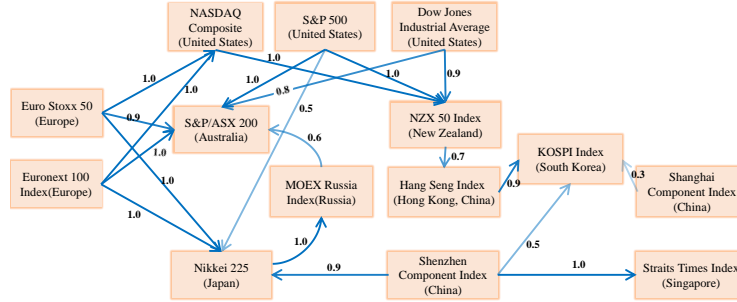 NASDAQ
Composite
(United States)
S&P 500
(United States)
Dow Jones
Industrial Average
(United States)
1.0
1.0
1.0
1.0
0.9
1.0
0.8
Euro Stoxx 50
(Europe)
0.9
S&P/ASX 200
(Australia)
0.5
NZX 50 Index
(New Zealand)
0.6
1.0
0.7
KOSPI Index
(South Korea)
Euronext 100
Index(Europe)
1.0
1.0
MOEX Russia
Index(Russia)
Hang Seng Index
(Hong Kong, China)
0.9
0.3
Shanghai
Component Index
(China)
1.0
0.5
Nikkei 225
(Japan)
0.9
Shenzhen
Component Index
(China)
1.0
Straits Times Index
(Singapore)